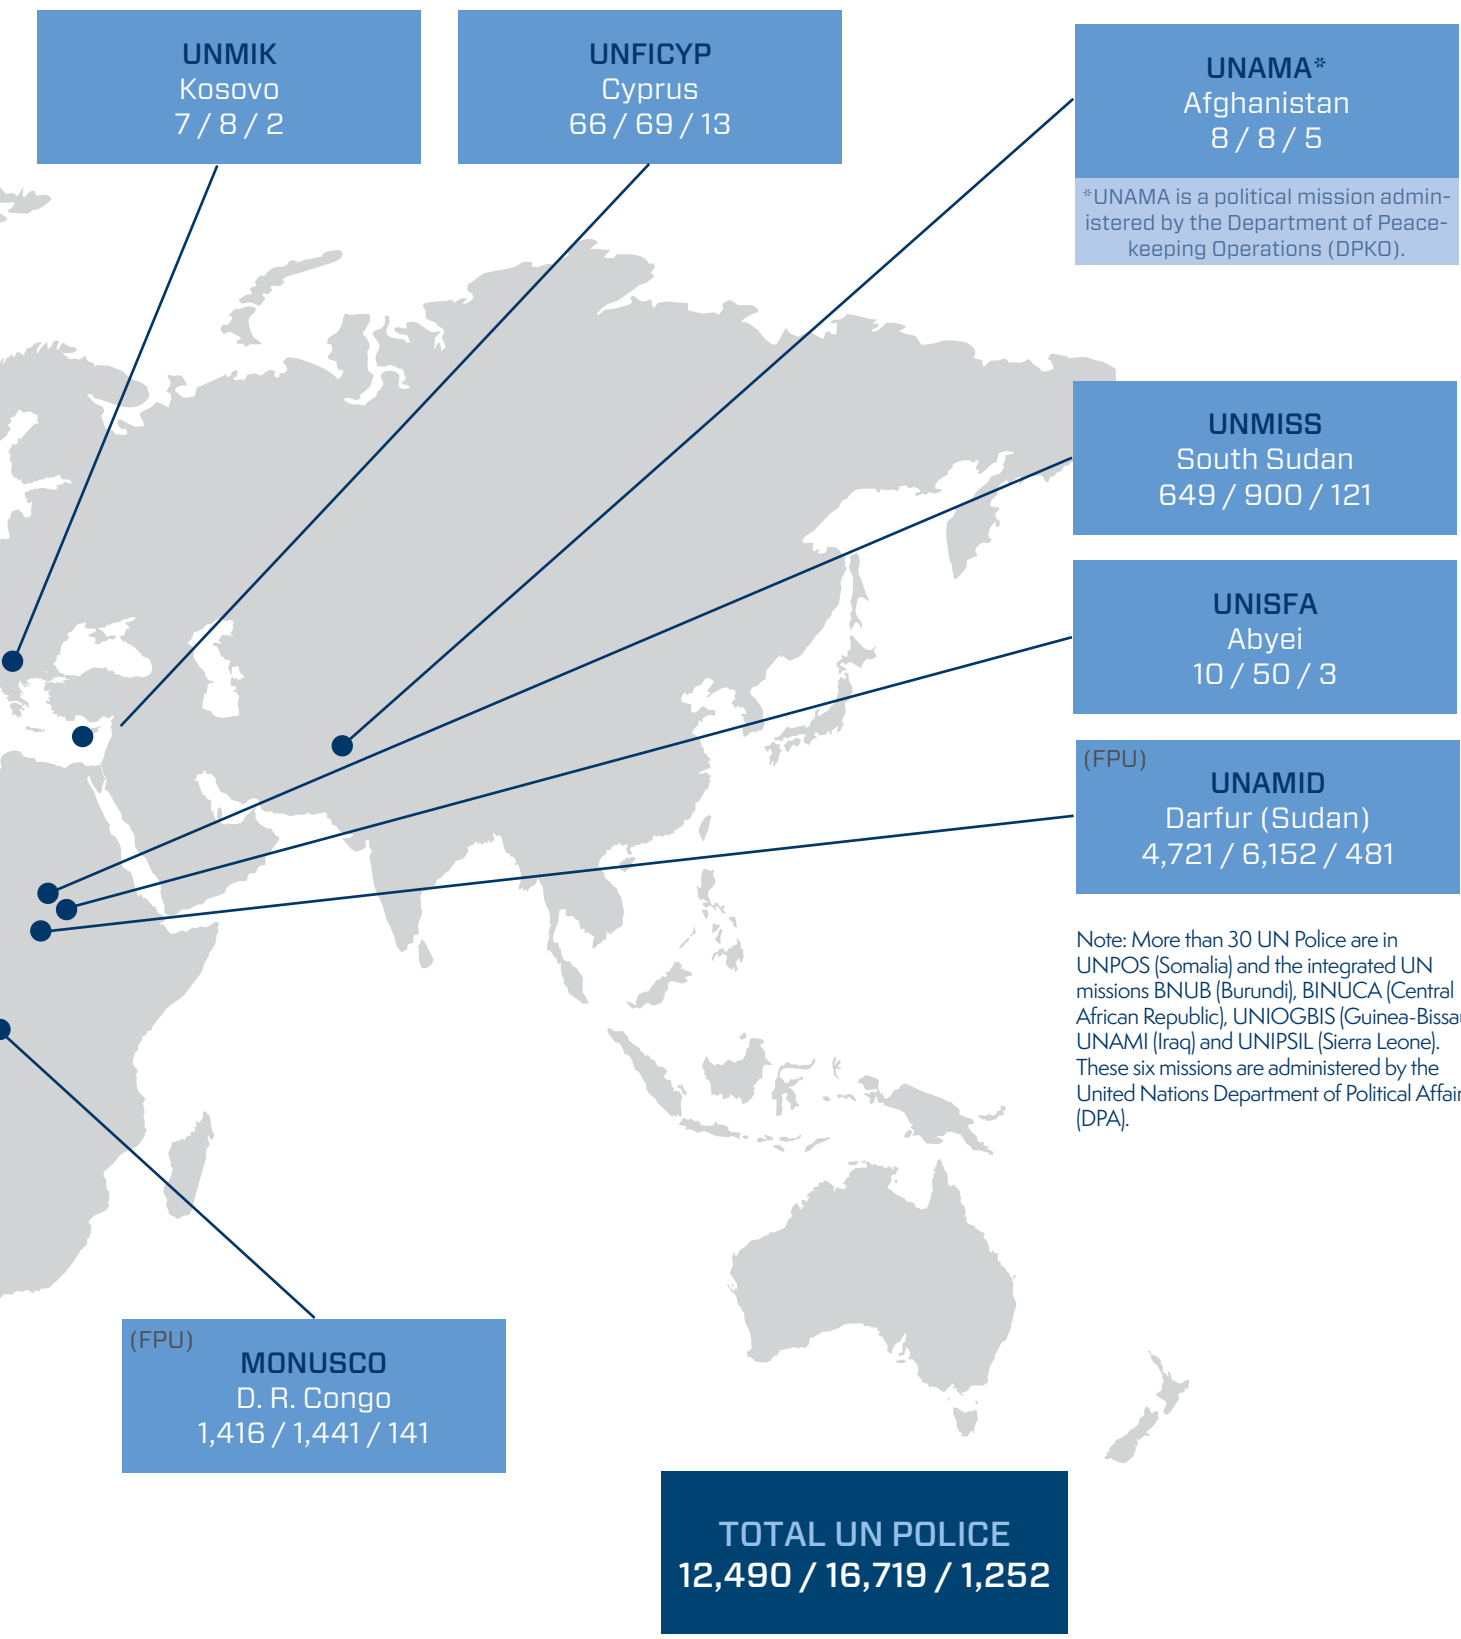 UNMIK
Kosovo
7 / 8 / 2
UNFICYP
Cyprus
66 / 69 / 13
UNAMA*
Afghanistan
8 / 8 / 5
*UNAMA is a political mission admin-
istered by the Department of Peace-
keeping Operations (DPKO).
UNMISS
South Sudan
649 / 900 / 121
UNISFA
Abyei
10 / 50 / 3
(FPU)
UNAMID
Darfur (Sudan)
4,721 / 6,152 / 481
Note: More than 30 UN Police are in
UNPOS (Somalia) and the integrated UN
missions BNUB (Burundi), BINUCA (Central
African Republic), UNIOGBIS (Guinea-Bissau
UNAMI (Iraq) and UNIPSIL (Sierra Leone).
These six missions are administered by the
United Nations Department of Political Affair
(DPA).
(FPU)
MONUSCO
D. R. Congo
1,416 / 1,441 / 141
TOTAL UN POLICE
12,490 / 16,719 / 1,252